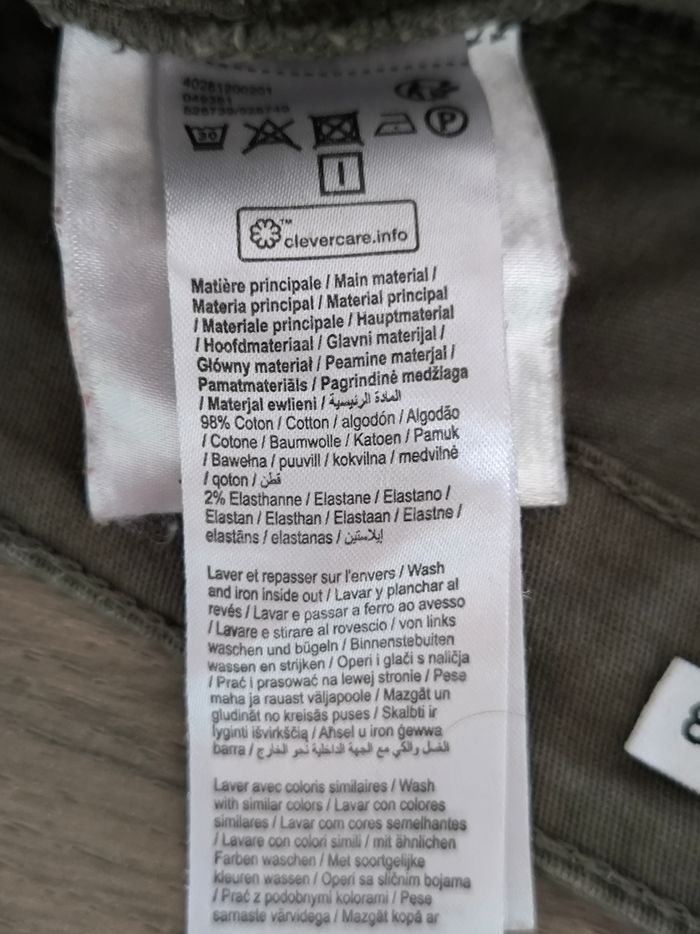 40281200201
30
P
I
™
clevercare.info
Matière principale / Main material /
Materia principal / Material principal
/ Materiale principale / Hauptmaterial
/ Hoofdmateriaal / Glavni materijal /
Główny materiał / Peamine materjal /
Pamatmateriāls / Pagrindinė medžiaga
/ Materjal ewlieni / المادة الرئيسية
98% Coton / Cotton / algodón / Algodão
/ Cotone / Baumwolle / Katoen / Pamuk
/ Bawełna / puuvill / kokvilna / medvilnė
/ qoton / قطن
2% Elasthanne / Elastane / Elastano /
Elastan / Elasthan / Elastaan / Elastne /
elastāns / elastanas / إيلاستين
Laver et repasser sur l'envers / Wash
and iron inside out / Lavar y planchar al
revés / Lavar e passar a ferro ao avesso
/ Lavare e stirare al rovescio / von links
waschen und bügeln / Binnenstebuiten
wassen en strijken / Operi i glači s naličja
/ Prać i prasować na lewej stronie / Pese
maha ja rauast väljapoole / Mazgāt un
gludināt no kreisās puses / Skalbti ir
lyginti išvirkščią / Aħsel u iron ġewwa
barra / الغسل والكي مع الجهة الداخلية نحو الخارج
Laver avec coloris similaires / Wash
with similar colors / Lavar con colores
similares / Lavar com cores semelhantes
/ Lavare con colori simili / mit ähnlichen
Farben waschen / Met soortgelijke
kleuren wassen / Operi sa sličnim bojama
/ Prać z podobnymi kolorami / Pese
samaste värvidega / Mazgāt kopā ar